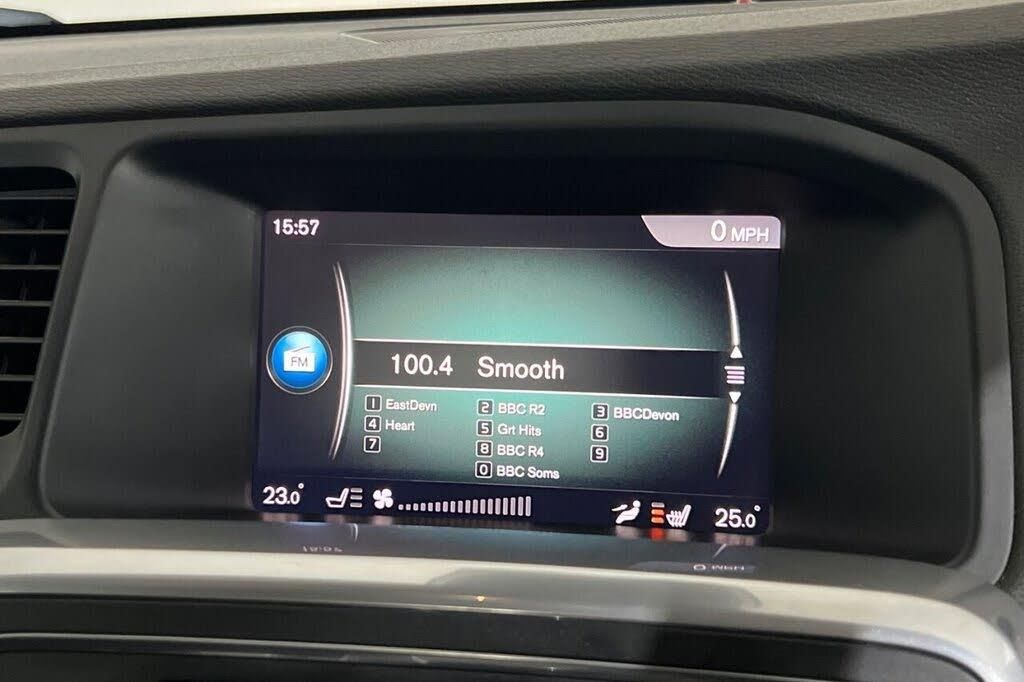 15:57 0 MPH
FM
100.4 Smooth
1 EastDevn 2 BBC R2 3 BBCDevon
4 Heart 5 Grt Hits 6
7 8 BBC R4 9
0 BBC Soms
23.0° 25.0°